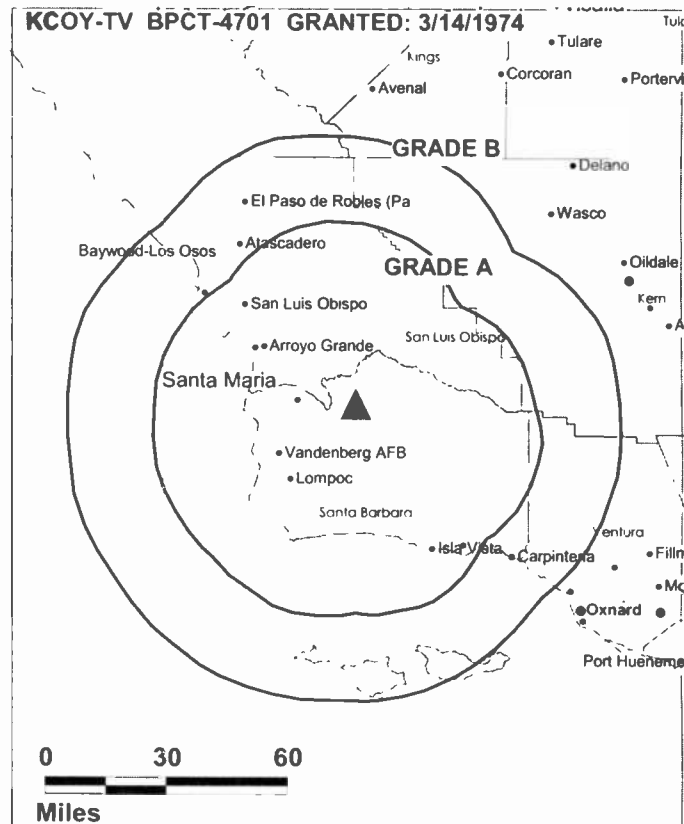 KCOY-TV BPCT-4701 GRANTED: 3/14/1974
Tulare
Kings
Corcoran
Avenal
GRADE B
Delano
El Paso de Robles (Pa
Wasco
Baywood-Los Osos
Atascadero
GRADE A
Oildale
Kern
San Luis Obispo
San Luis Obispo
Arroyo Grande
Santa Maria
Vandenberg AFB
Lompoc
Santa Barbara
Isla Vista
Carpinteria
Ventura
Fillm
Mo
Oxnard
Port Hueneme
0 30 60
Miles